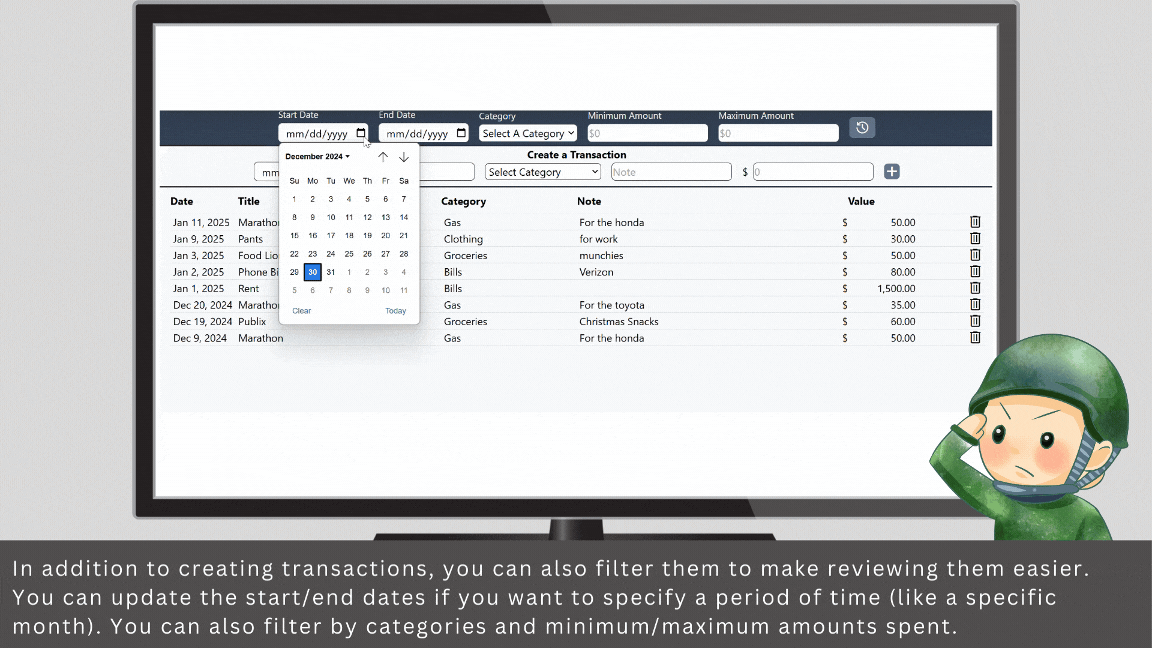 Start Date End Date Category Minimum Amount Maximum Amount
mm/dd/yyyy mm/dd/yyyy Select A Category $0 $0
Create a Transaction
mm Select Category Note $ 0
December 2024
Su Mo Tu We Th Fr Sa
1 2 3 4 5 6 7
8 9 10 11 12 13 14
15 16 17 18 19 20 21
22 23 24 25 26 27 28
29 30 31 1 2 3 4
5 6 7 8 9 10 11
Clear Today
Date Title Category Note Value
Jan 11, 2025 Maratho Gas For the honda $ 50.00
Jan 9, 2025 Pants Clothing for work $ 30.00
Jan 3, 2025 Food Lio Groceries munchies $ 50.00
Jan 2, 2025 Phone Bi Bills Verizon $ 80.00
Jan 1, 2025 Rent Bills $ 1,500.00
Dec 20, 2024 Maratho Gas For the toyota $ 35.00
Dec 19, 2024 Publix Groceries Christmas Snacks $ 60.00
Dec 9, 2024 Marathon Gas For the honda $ 50.00
In addition to creating transactions, you can also filter them to make reviewing them easier.
You can update the start/end dates if you want to specify a period of time (like a specific
month). You can also filter by categories and minimum/maximum amounts spent.